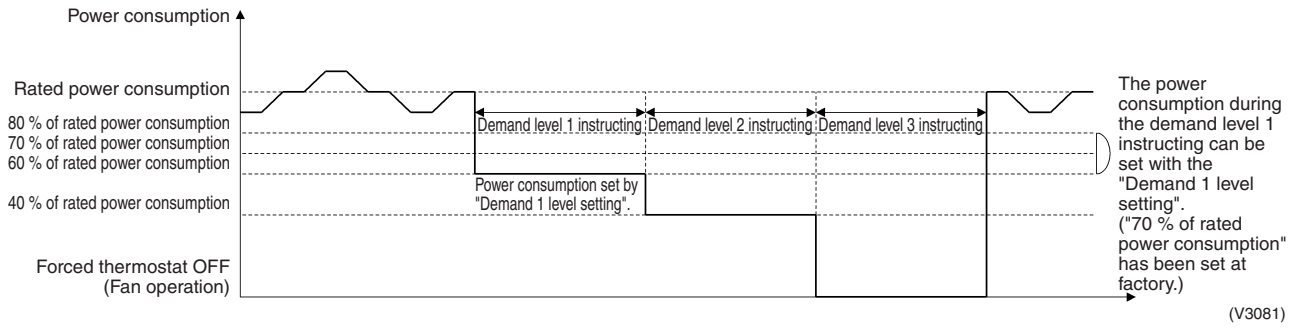 Power consumption
Rated power consumption
80 % of rated power consumption
70 % of rated power consumption
60 % of rated power consumption
40 % of rated power consumption
Forced thermostat OFF
(Fan operation)
Demand level 1 instructing
Demand level 2 instructing
Demand level 3 instructing
Power consumption set by
"Demand 1 level setting".
The power
consumption during
the demand level 1
instructing can be
set with the
"Demand 1 level
setting".
("70 % of rated
power consumption"
has been set at
factory.)
(V3081)